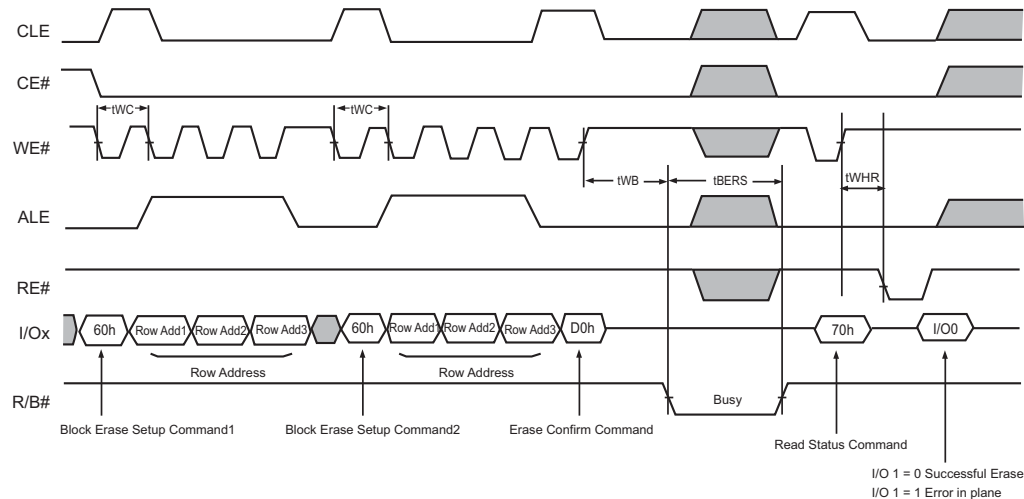 CLE
CE#
tWC
tWC
WE#
tWB
tBERS
tWHR
ALE
RE#
I/Ox
60h
Row Add1
Row Add2
Row Add3
60h
Row Add1
Row Add2
Row Add3
D0h
70h
I/O0
Row Address
Row Address
R/B#
Busy
Block Erase Setup Command1
Block Erase Setup Command2
Erase Confirm Command
Read Status Command
I/O 1 = 0 Successful Erase
I/O 1 = 1 Error in plane